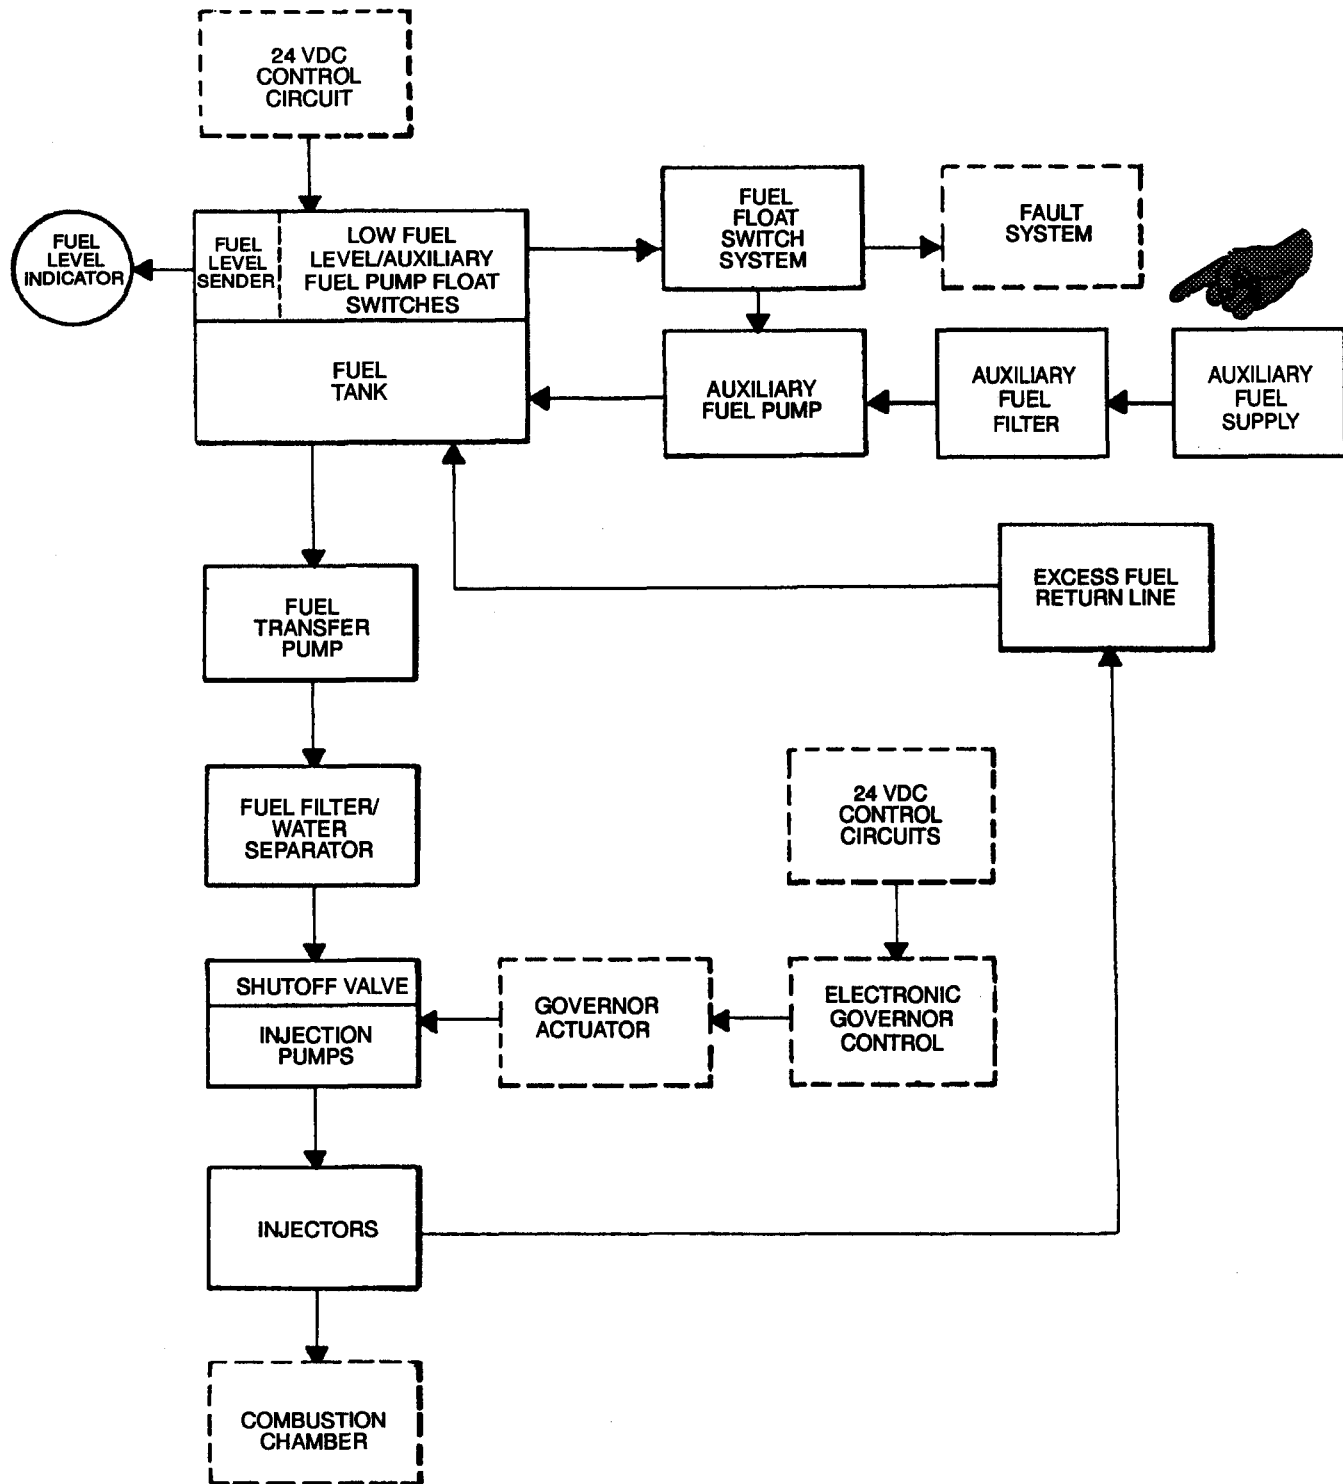 24 VDC
CONTROL
CIRCUIT
FUEL
LEVEL
INDICATOR
FUEL
LEVEL
SENDER
LOW FUEL
LEVEL/AUXILIARY
FUEL PUMP FLOAT
SWITCHES
FUEL
FLOAT
SWITCH
SYSTEM
FAULT
SYSTEM
FUEL
TANK
AUXILIARY
FUEL PUMP
AUXILIARY
FUEL
FILTER
AUXILIARY
FUEL
SUPPLY
EXCESS FUEL
RETURN LINE
FUEL
TRANSFER
PUMP
FUEL FILTER/
WATER
SEPARATOR
24 VDC
CONTROL
CIRCUITS
SHUTOFF VALVE
INJECTION
PUMPS
GOVERNOR
ACTUATOR
ELECTRONIC
GOVERNOR
CONTROL
INJECTORS
COMBUSTION
CHAMBER